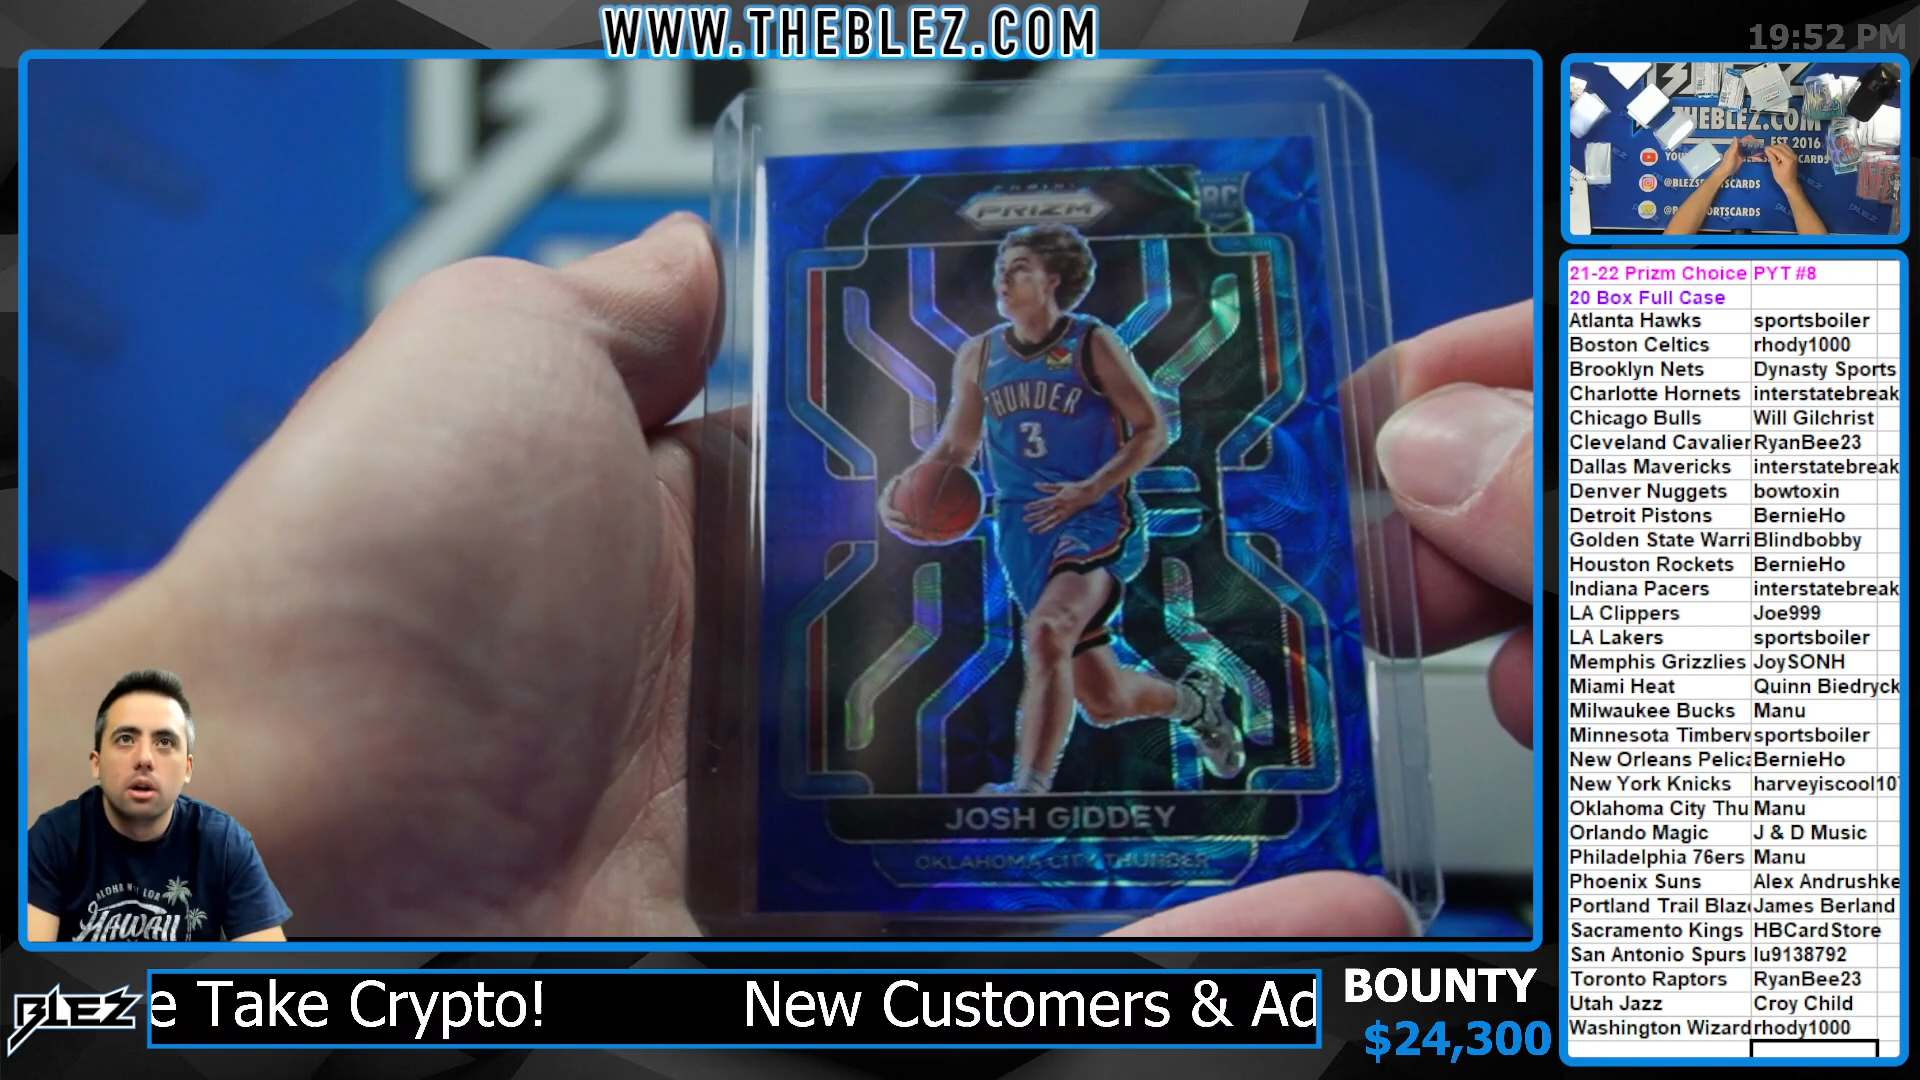 WWW.THEBLEZ.COM
19:52 PM
PANINI
PRIZM
RC
THUNDER
3
JOSH GIDDEY
OKLAHOMA CITY THUNDER
HAWAII
THEBLEZ.COM
EST 2016
21-22 Prizm Choice PYT #8
20 Box Full Case
Atlanta Hawks sportsboiler
Boston Celtics rhody1000
Brooklyn Nets Dynasty Sports
Charlotte Hornets interstatebreak
Chicago Bulls Will Gilchrist
Cleveland Cavalier RyanBee23
Dallas Mavericks interstatebreak
Denver Nuggets bowtoxin
Detroit Pistons BernieHo
Golden State Warri Blindbobby
Houston Rockets BernieHo
Indiana Pacers interstatebreak
LA Clippers Joe999
LA Lakers sportsboiler
Memphis Grizzlies JoySONH
Miami Heat Quinn Biedryck
Milwaukee Bucks Manu
Minnesota Timberv sportsboiler
New Orleans Pelica BernieHo
New York Knicks harveyiscool10
Oklahoma City Thu Manu
Orlando Magic J & D Music
Philadelphia 76ers Manu
Phoenix Suns Alex Andrushke
Portland Trail Blaz James Berland
Sacramento Kings HBCardStore
San Antonio Spurs lu9138792
Toronto Raptors RyanBee23
Utah Jazz Croy Child
Washington Wizard rhody1000
BLEZ
e Take Crypto! New Customers & Ad
BOUNTY
$24,300